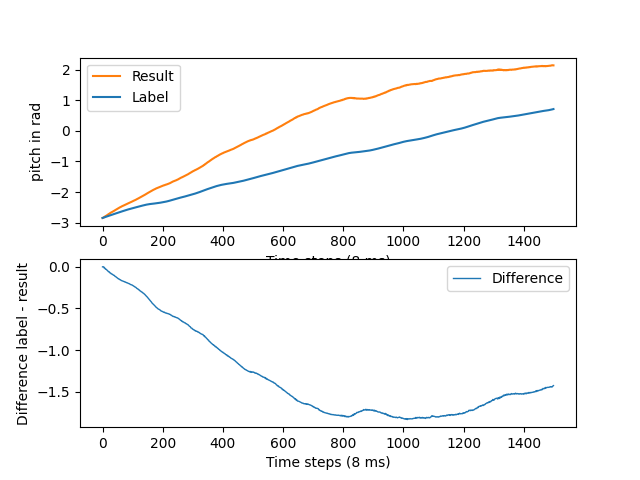 2
1
0
−1
−2
−3
pitch in rad
Result
Label
0 200 400 600 800 1000 1200 1400
Time steps (8 ms)
0.0
−0.5
−1.0
−1.5
Difference label - result
Difference
0 200 400 600 800 1000 1200 1400
Time steps (8 ms)